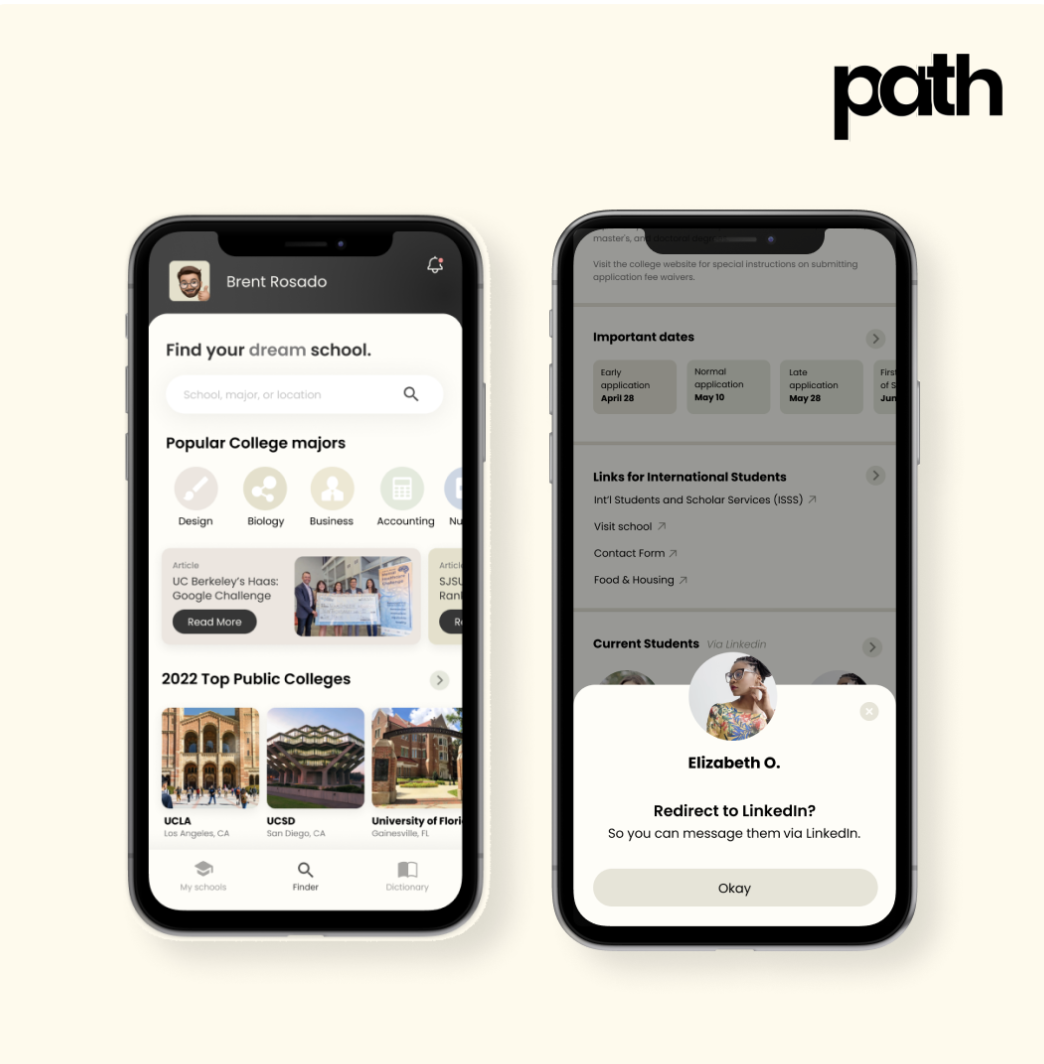 path
Brent Rosado
Find your dream school.
School, major, or location
Popular College majors
Design
Biology
Business
Accounting
Nu
Article
UC Berkeley's Haas:
Google Challenge
Read More
Article
SJSU
Ran
Re
2022 Top Public Colleges
UCLA
Los Angeles, CA
UCSD
San Diego, CA
University of Flori
Gainesville, FL
My schools
Finder
Dictionary
master's, and
Visit the college website for special instructions on submitting
application fee waivers.
Important dates
Early
application
April 28
Normal
application
May 10
Late
application
May 28
First
of S
Jun
Links for International Students
Int'l Students and Scholar Services (ISSS)
Visit school
Contact Form
Food & Housing
Current Students Via Linkedin
Elizabeth O.
Redirect to LinkedIn?
So you can message them via LinkedIn.
Okay